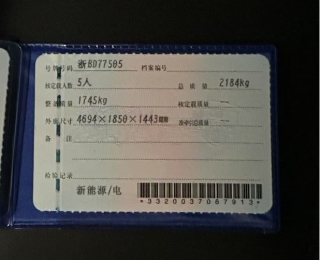 号牌号码 浙BD77505 档案编号
核定载人数 5人 总质量 2184kg
整备质量 1745kg 核定载质量 --
外廓尺寸 4694×1850×1443mm 准牵引总质量 --
备注
检验记录
新能源/电
*3320037087913*